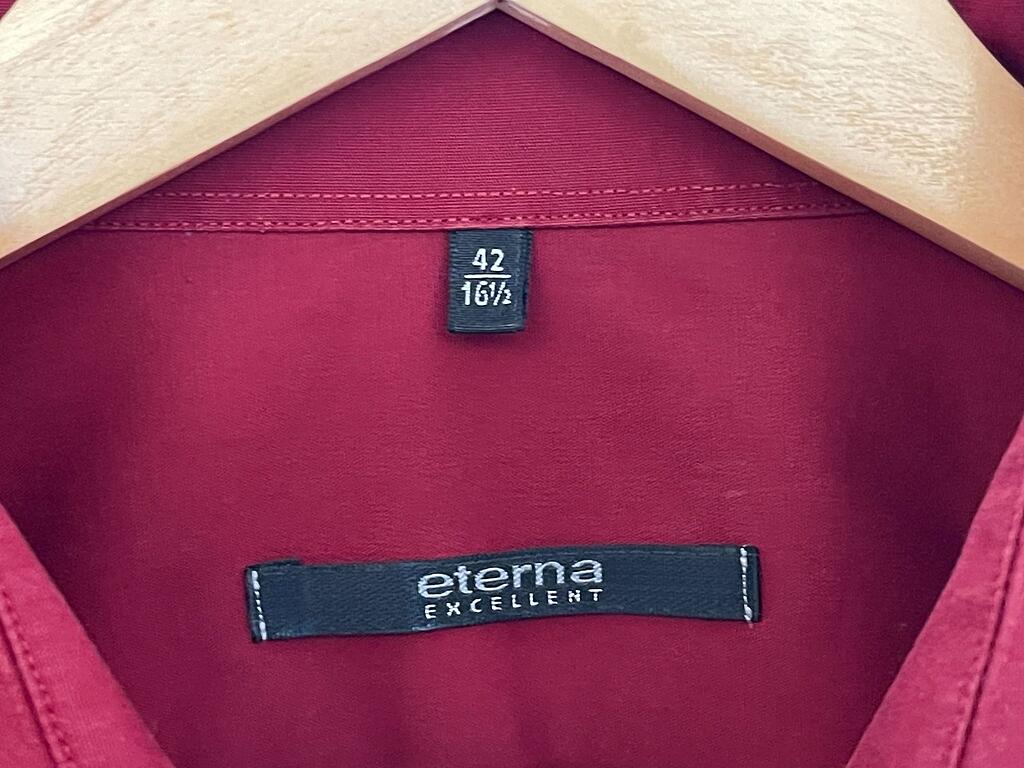 42
16½
eterna
EXCELLENT